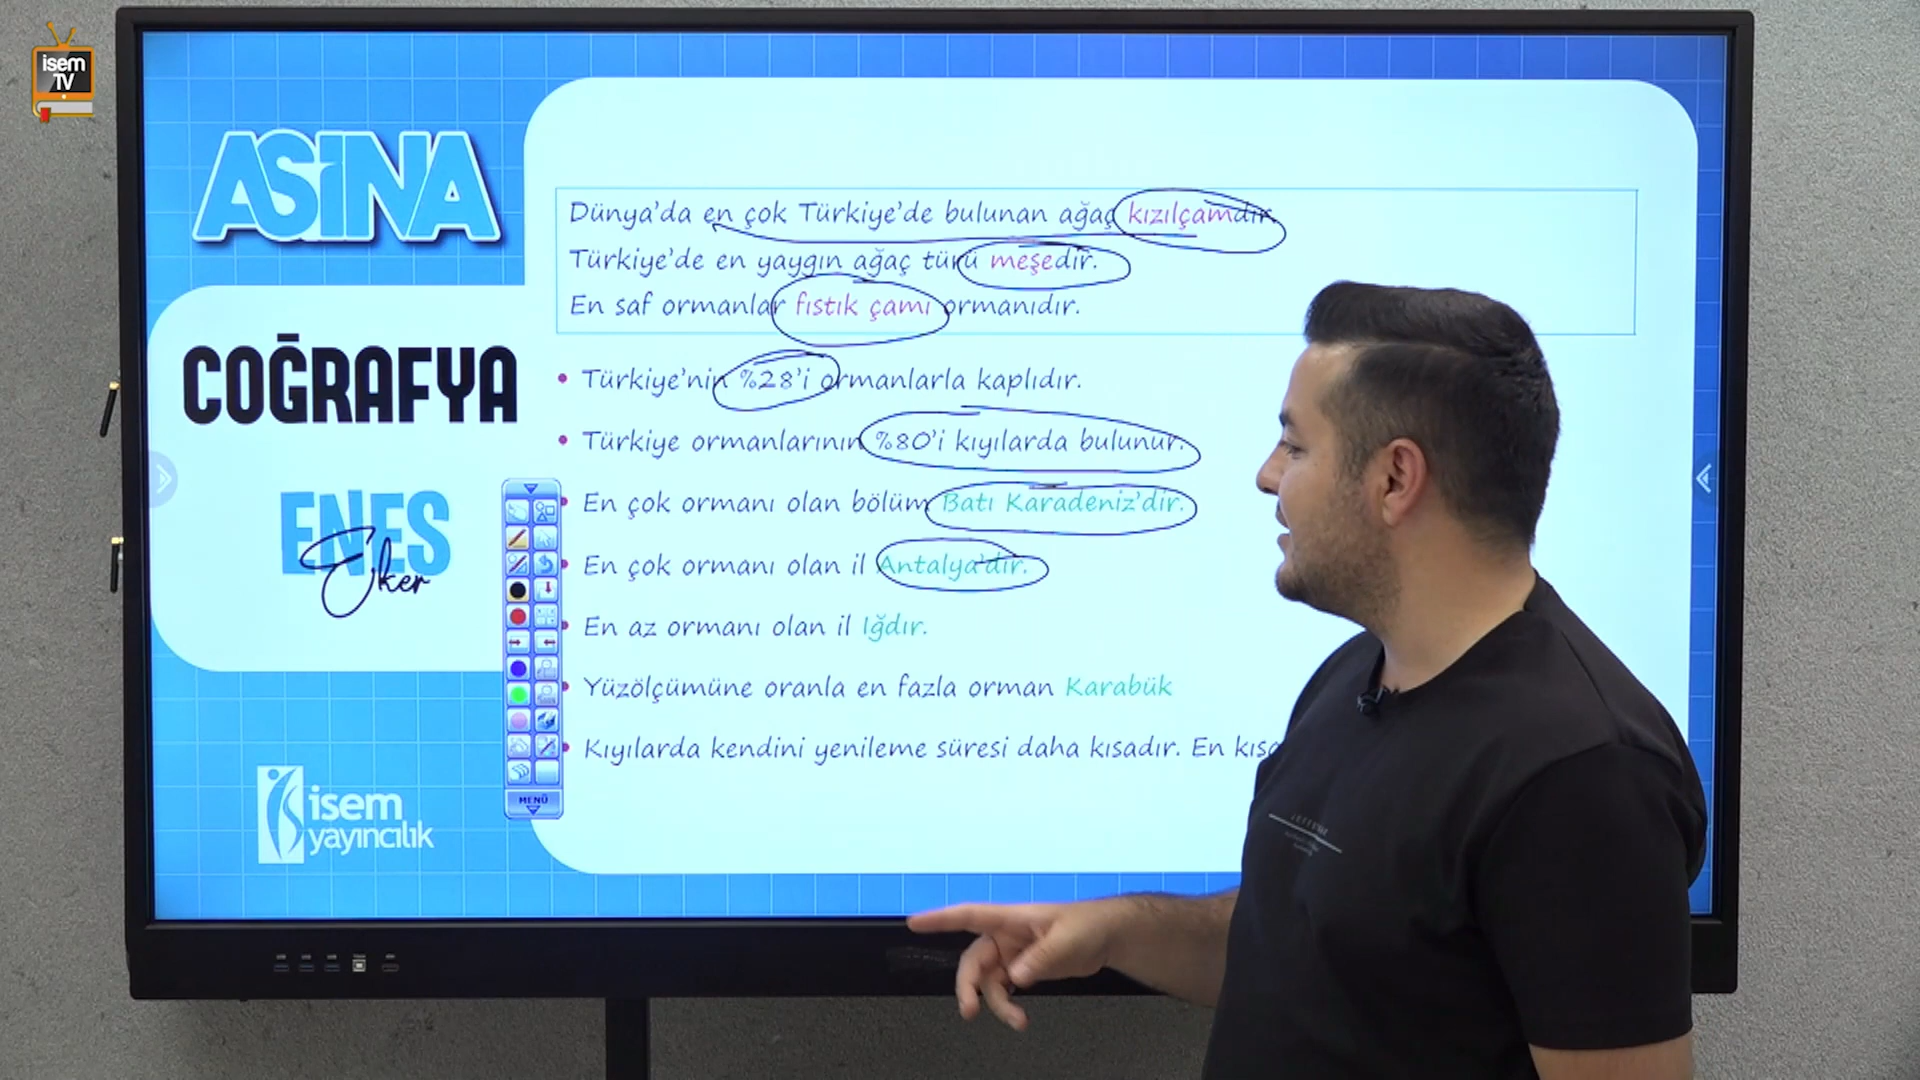 isem
TV
ASİNA
COĞRAFYA
ENES
Eker
isem
yayıncılık
Dünya'da en çok Türkiye'de bulunan ağaç kızılçamdır.
Türkiye'de en yaygın ağaç türü meşedir.
En saf ormanlar fıstık çamı ormanıdır.
• Türkiye'nin %28'i ormanlarla kaplıdır.
• Türkiye ormanlarının %80'i kıyılarda bulunur.
• En çok ormanı olan bölüm Batı Karadeniz'dir.
• En çok ormanı olan il Antalya'dır.
• En az ormanı olan il Iğdır.
• Yüzölçümüne oranla en fazla orman Karabük
• Kıyılarda kendini yenileme süresi daha kısadır. En kısa
MENÜ